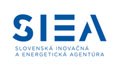 SIEA
SLOVENSKÁ INOVAČNÁ
A ENERGETICKÁ AGENTÚRA